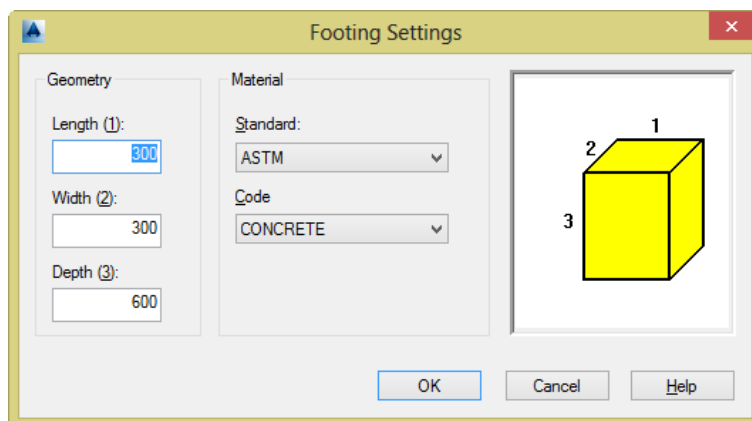 Footing Settings
Geometry
Length (1):
300
Width (2):
300
Depth (3):
600
Material
Standard:
ASTM
Code
CONCRETE
1
2
3
OK
Cancel
Help